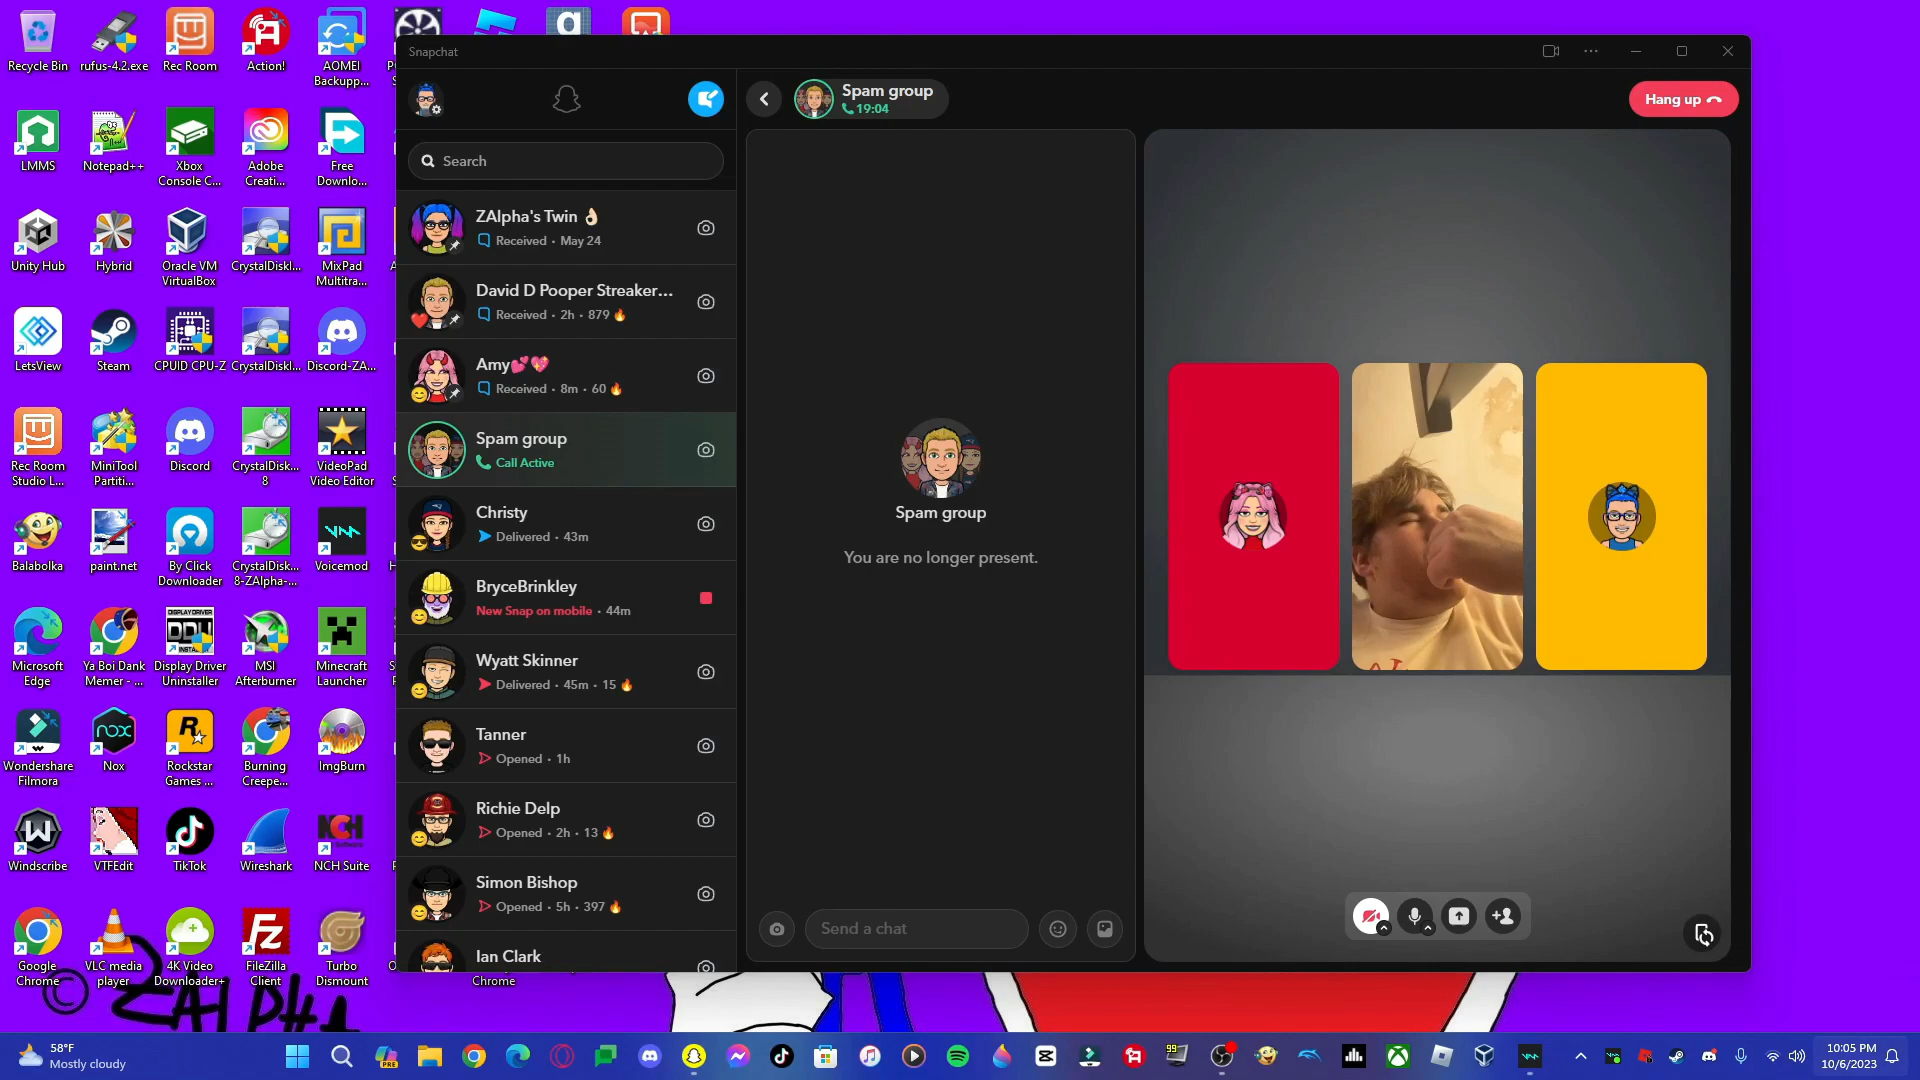 Recycle Bin
rufus-4.2.exe
Rec Room
Action!
AOMEI
Backupp...
LMMS
Notepad++
Xbox
Console C...
Adobe
Creati...
Free
Downlo...
Unity Hub
Hybrid
Oracle VM
VirtualBox
CrystalDiskI...
MixPad
Multitra...
LetsView
Steam
CPUID CPU-Z
CrystalDiskI...
Discord-ZA...
Rec Room
Studio L...
MiniTool
Partiti...
Discord
CrystalDisk...
8
VideoPad
Video Editor
Balabolka
paint.net
By Click
Downloader
CrystalDisk...
8-ZAlpha-...
Voicemod
Microsoft
Edge
Ya Boi Dank
Memer - ...
Display Driver
Uninstaller
MSI
Afterburner
Minecraft
Launcher
Wondershare
Filmora
Nox
Rockstar
Games ...
Burning
Creepe...
ImgBurn
Windscribe
VTFEdit
TikTok
Wireshark
NCH Suite
Google
Chrome
VLC media
player
4K Video
Downloader+
FileZilla
Client
Turbo
Dismount
Chrome
© ZALPHA
Snapchat
Search
ZAlpha's Twin 👌🏻
Received • May 24
David D Pooper Streaker...
Received • 2h • 879 🔥
Amy💕💖
Received • 8m • 60 🔥
Spam group
Call Active
Christy
Delivered • 43m
BryceBrinkley
New Snap on mobile • 44m
Wyatt Skinner
Delivered • 45m • 15 🔥
Tanner
Opened • 1h
Richie Delp
Opened • 2h • 13 🔥
Simon Bishop
Opened • 5h • 397 🔥
Ian Clark
Spam group
19:04
Hang up
Spam group
You are no longer present.
Send a chat
58°F
Mostly cloudy
PRE
99
10:05 PM
10/6/2023